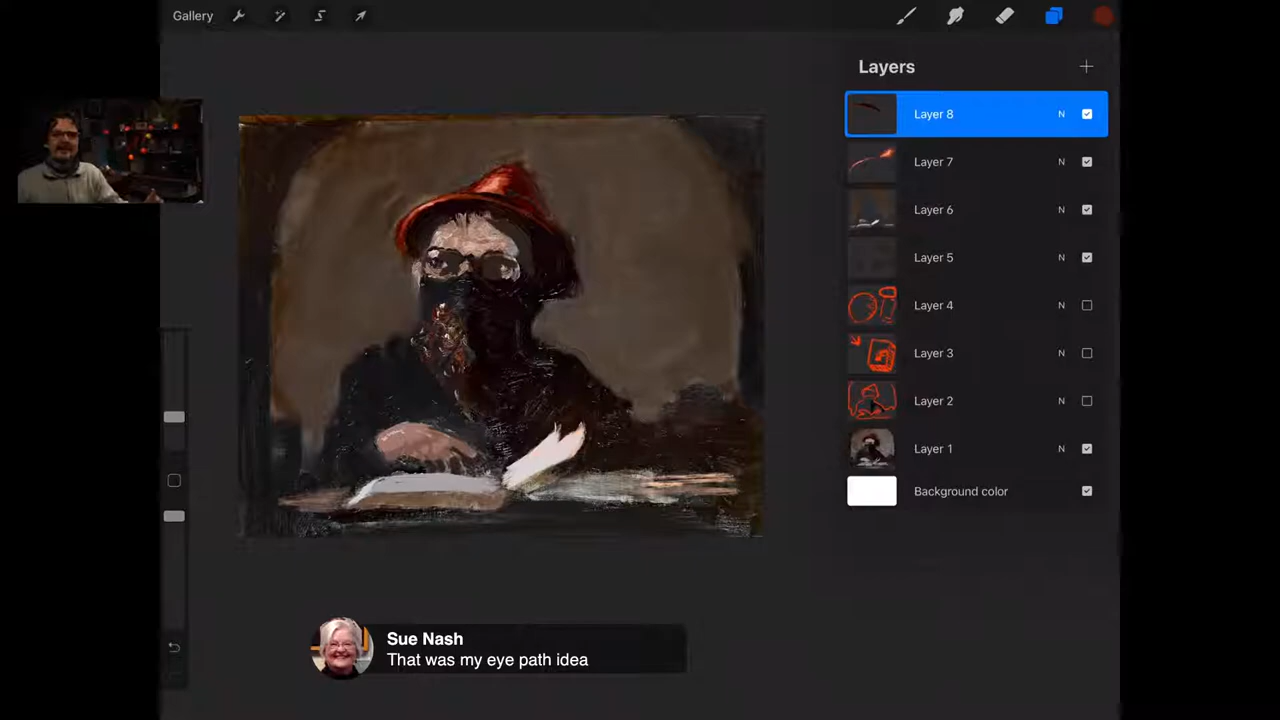 Gallery
Layers
Layer 8 N
Layer 7 N
Layer 6 N
Layer 5 N
Layer 4 N
Layer 3 N
Layer 2 N
Layer 1 N
Background color
Sue Nash
That was my eye path idea